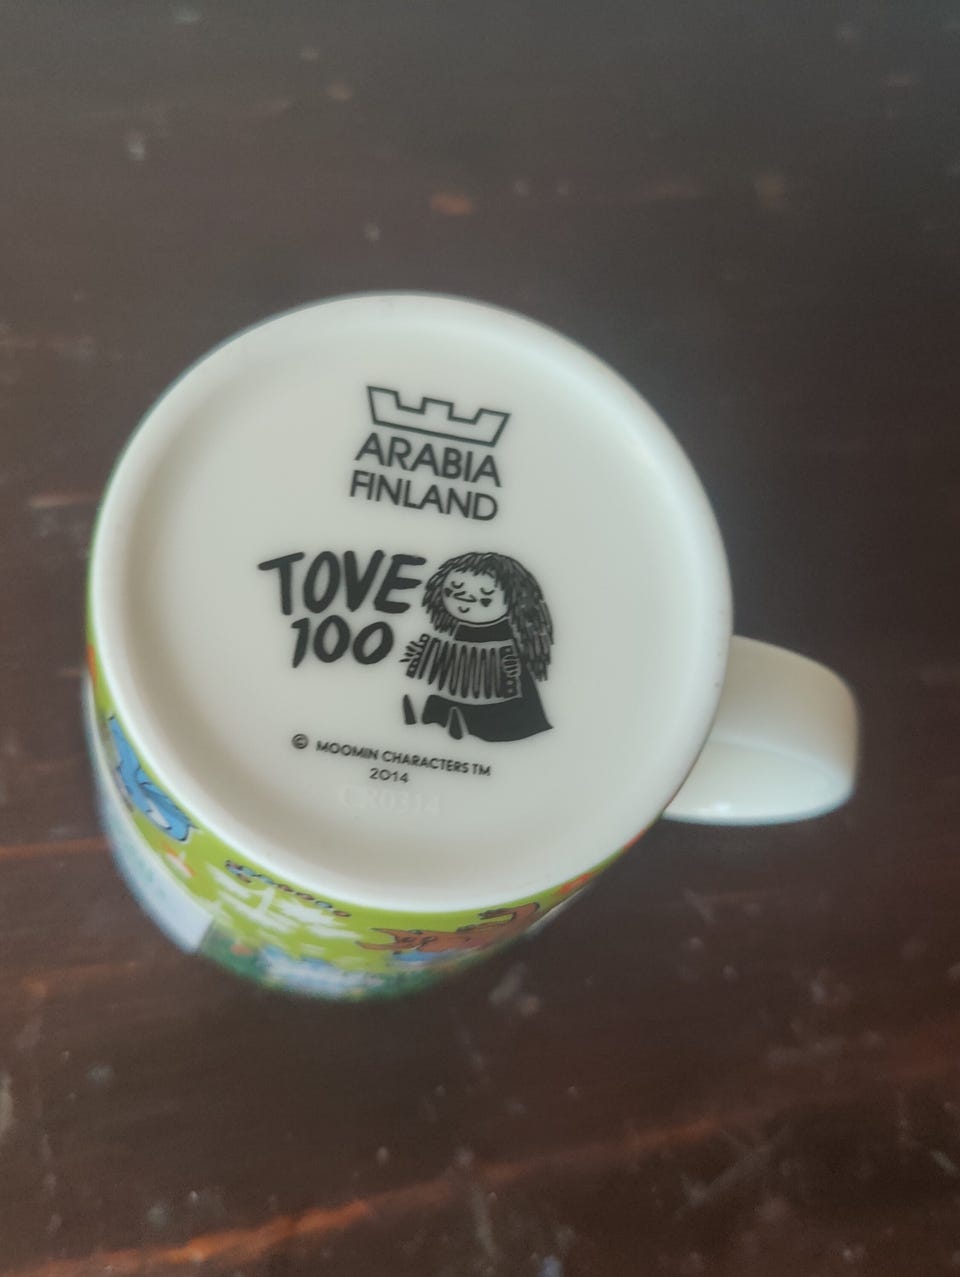 ARABIA
FINLAND
TOVE
100
© MOOMIN CHARACTERS TM
2014